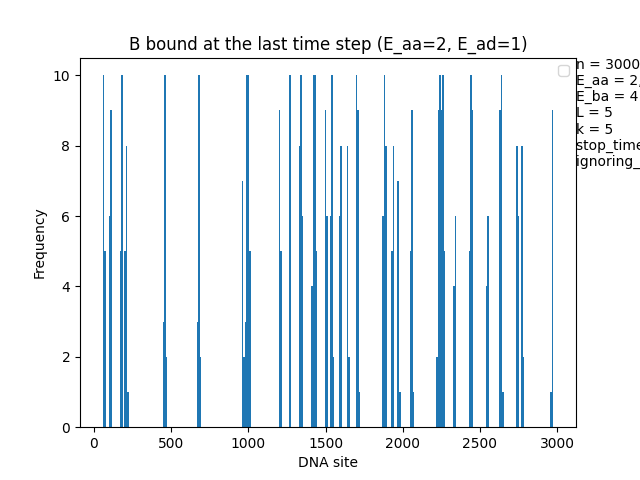 B bound at the last time step (E_aa=2, E_ad=1)
n = 3000
E_aa = 2,
E_ba = 4
L = 5
k = 5
stop_time
ignoring_
10
8
6
4
2
0
Frequency
0 500 1000 1500 2000 2500 3000
DNA site